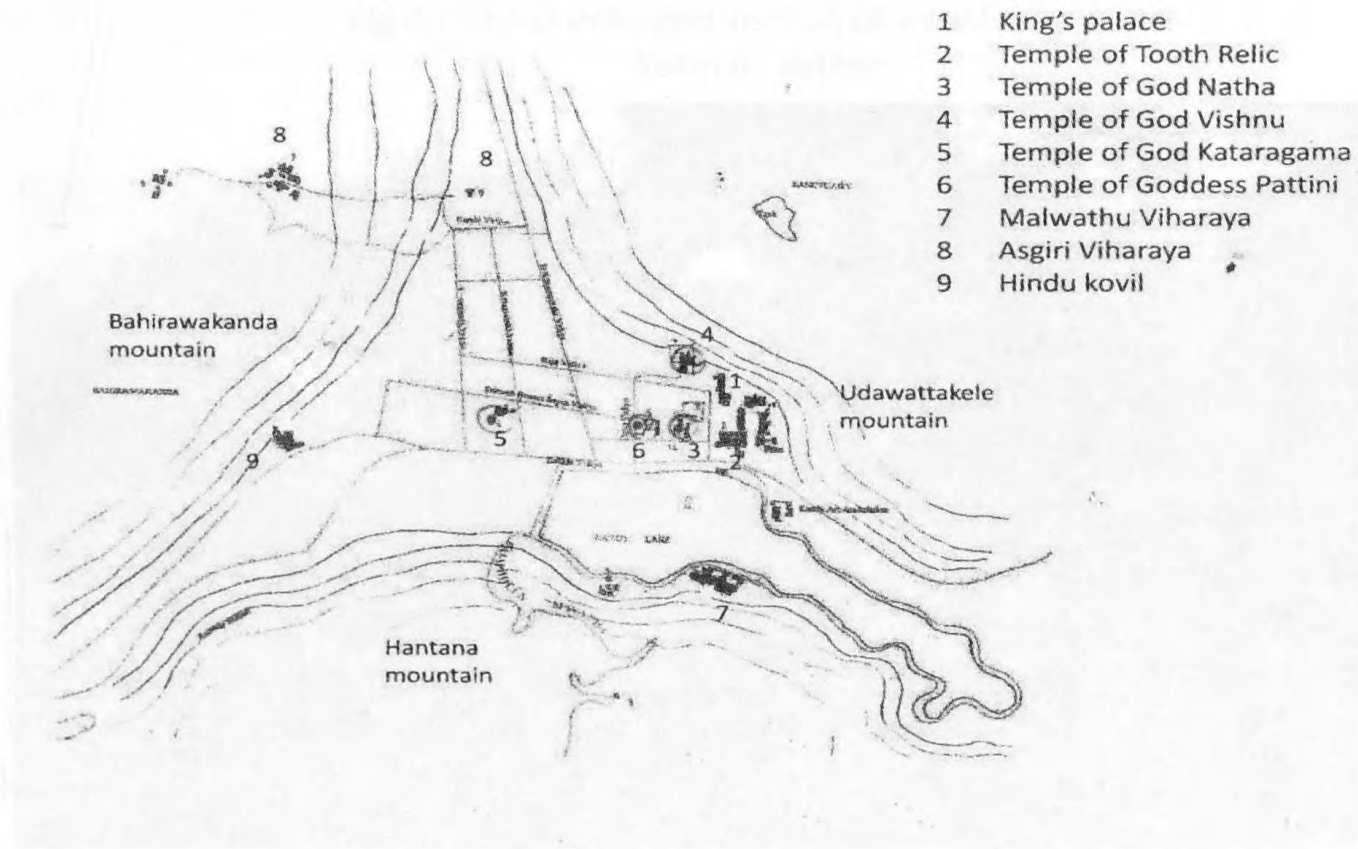 1 King's palace
2 Temple of Tooth Relic
3 Temple of God Natha
4 Temple of God Vishnu
5 Temple of God Kataragama
6 Temple of Goddess Pattini
7 Malwathu Viharaya
8 Asgiri Viharaya
9 Hindu kovil
8
8
Bahirawakanda
mountain
4
1
Udawattakele
mountain
5
6
3
2
9
LAKE
7
Hantana
mountain